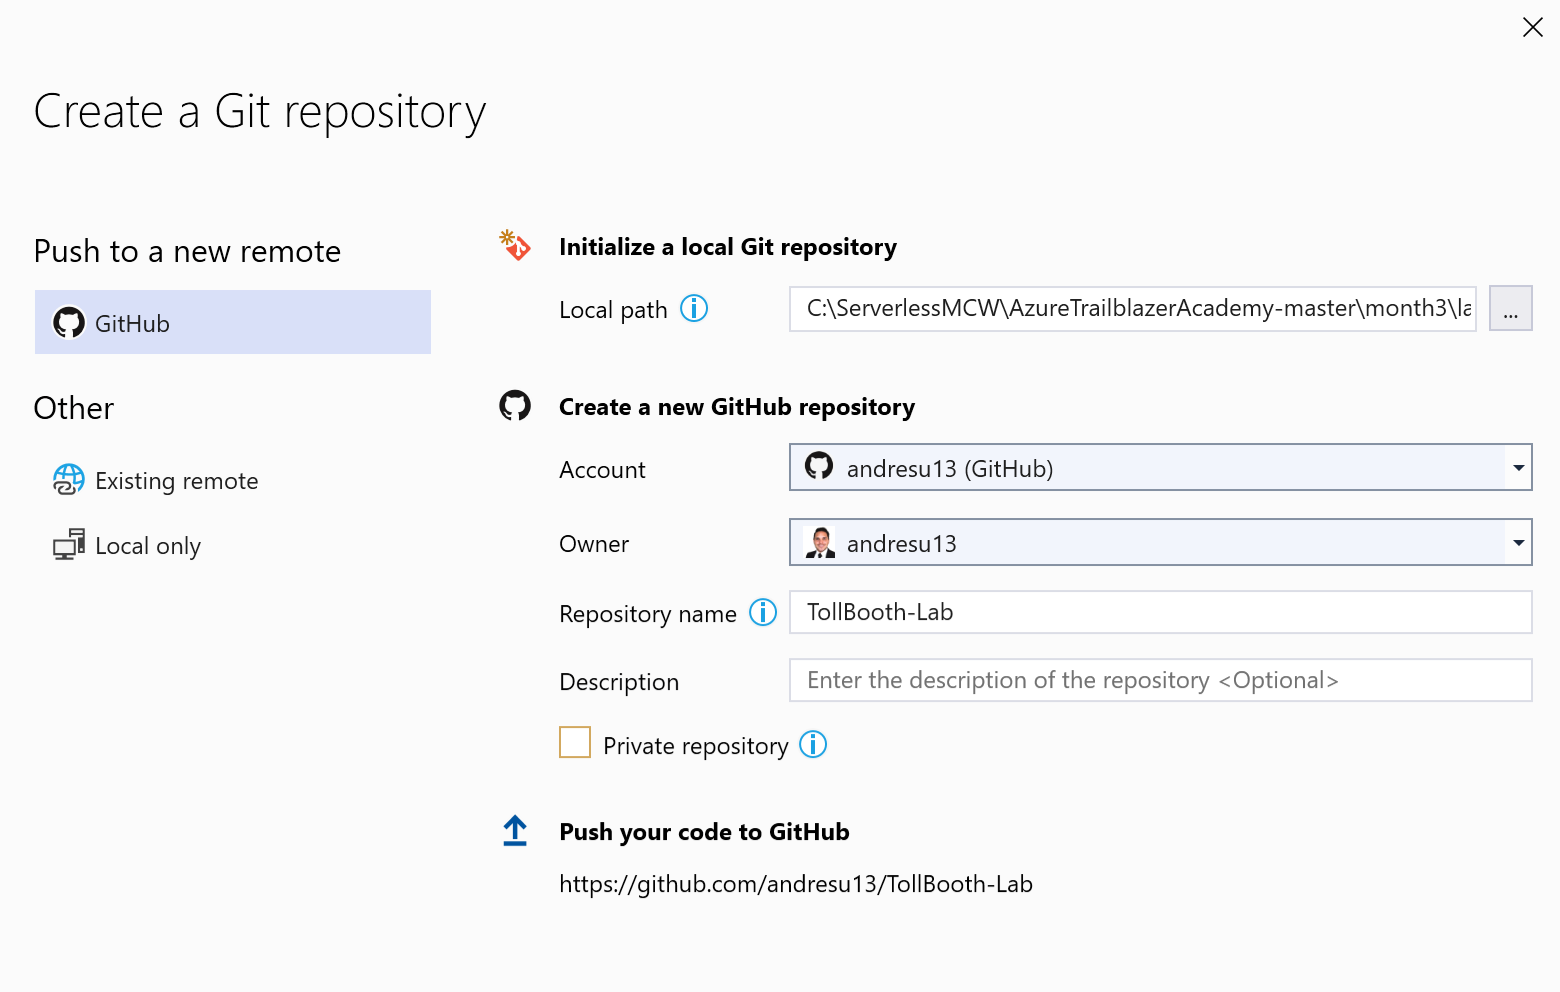 Create a Git repository
Push to a new remote
GitHub
Other
Existing remote
Local only
Initialize a local Git repository
Local path
C:\ServerlessMCW\AzureTrailblazerAcademy-master\month3\la
...
Create a new GitHub repository
Account
andresu13 (GitHub)
Owner
andresu13
Repository name
TollBooth-Lab
Description
Enter the description of the repository <Optional>
Private repository
Push your code to GitHub
https://github.com/andresu13/TollBooth-Lab